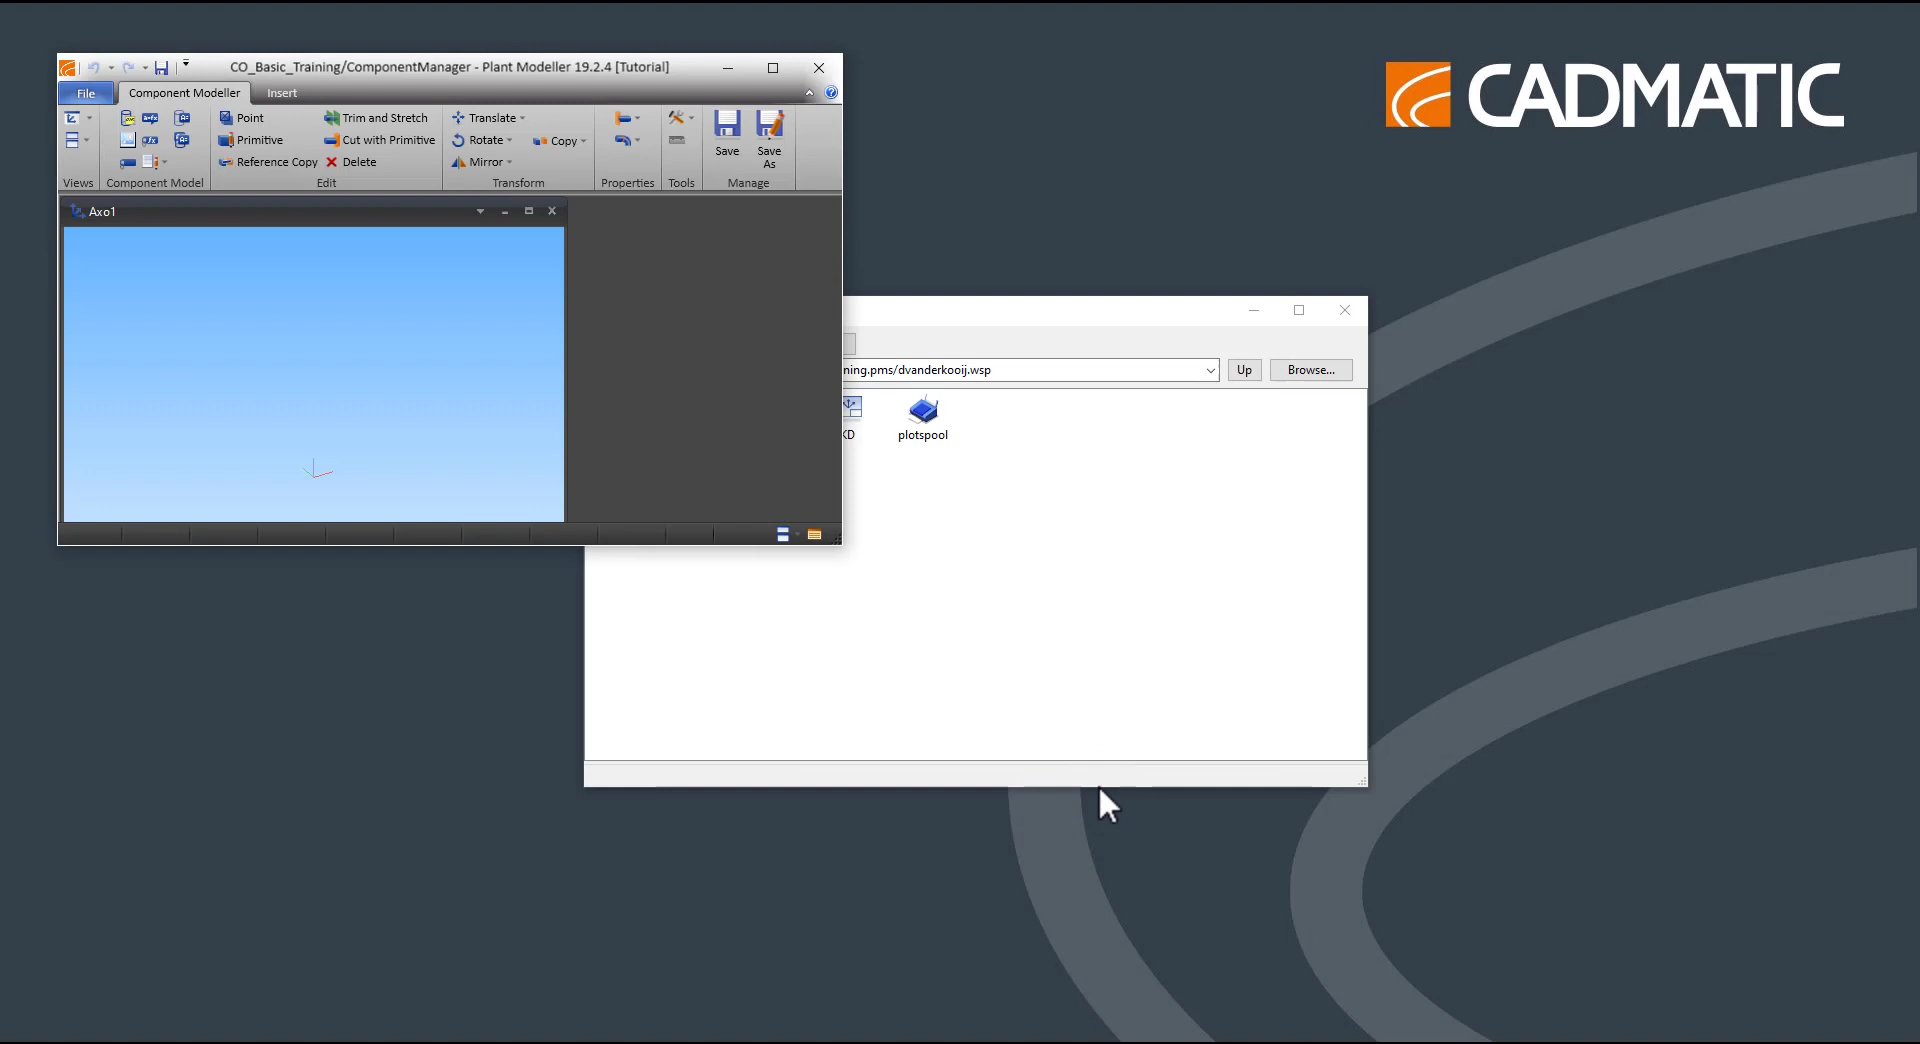 CADMATIC
CO_Basic_Training/ComponentManager - Plant Modeller 19.2.4 [Tutorial]
File
Component Modeller
Insert
Point
Trim and Stretch
Translate
Primitive
Cut with Primitive
Rotate
Copy
Save
Save As
Reference Copy
Delete
Mirror
Views
Component Model
Edit
Transform
Properties
Tools
Manage
Axo1
ning.pms/dvanderkooij.wsp
Up
Browse...
KD
plotspool